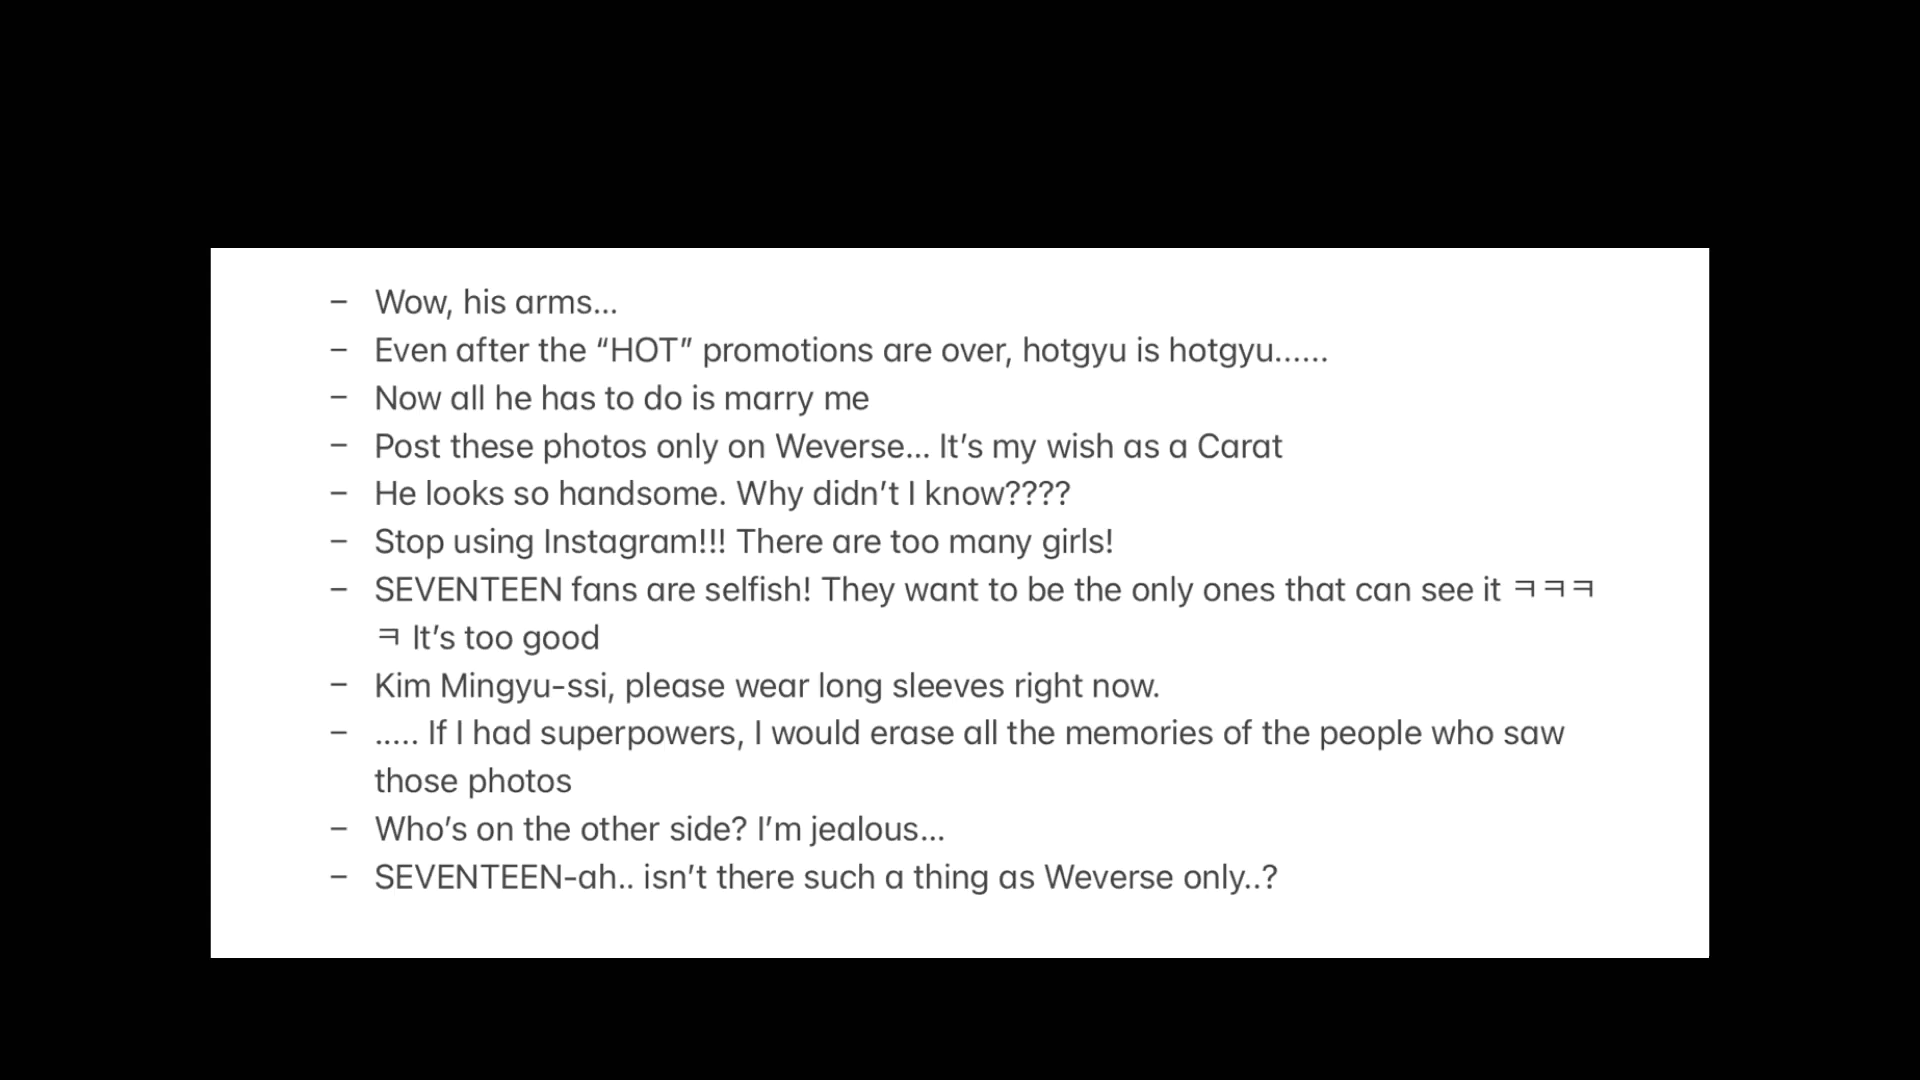 – Wow, his arms...
– Even after the “HOT” promotions are over, hotgyu is hotgyu......
– Now all he has to do is marry me
– Post these photos only on Weverse... It’s my wish as a Carat
– He looks so handsome. Why didn’t I know????
– Stop using Instagram!!! There are too many girls!
– SEVENTEEN fans are selfish! They want to be the only ones that can see it ㅋㅋㅋ
ㅋ It’s too good
– Kim Mingyu-ssi, please wear long sleeves right now.
– ..... If I had superpowers, I would erase all the memories of the people who saw
those photos
– Who’s on the other side? I’m jealous...
– SEVENTEEN-ah.. isn’t there such a thing as Weverse only..?